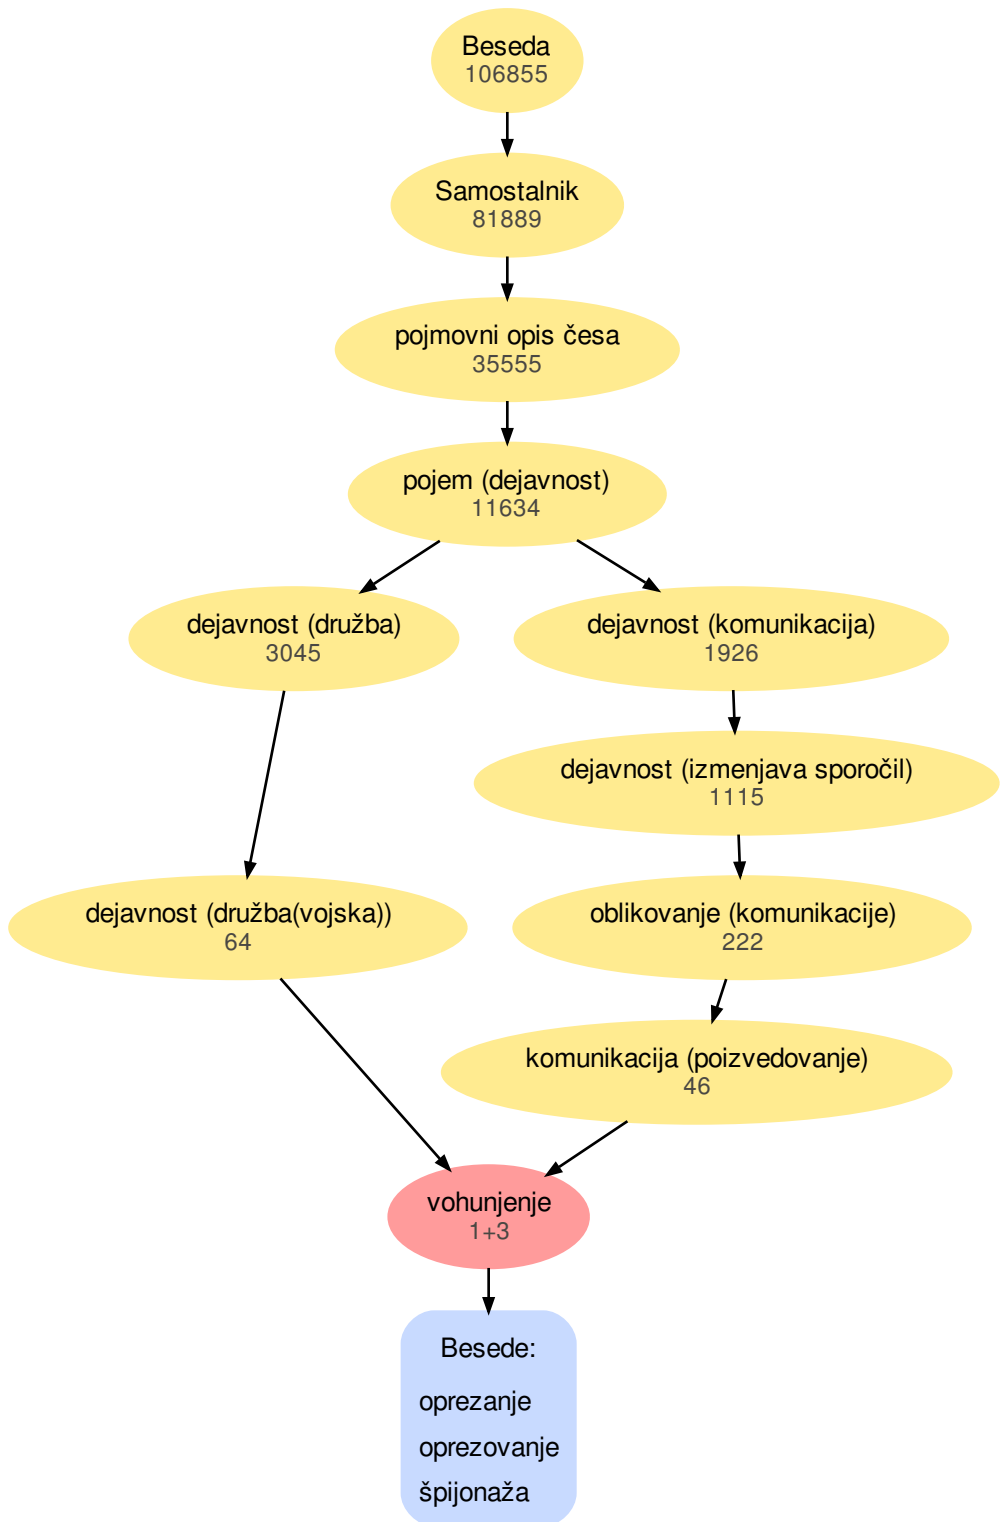 Beseda
106855
Samostalnik
81889
pojmovni opis česa
35555
pojem (dejavnost)
11634
dejavnost (družba)
3045
dejavnost (komunikacija)
1926
dejavnost (izmenjava sporočil)
1115
dejavnost (družba(vojska))
64
oblikovanje (komunikacije)
222
komunikacija (poizvedovanje)
46
vohunjenje
1+3
Besede:
oprezanje
oprezovanje
špijonaža